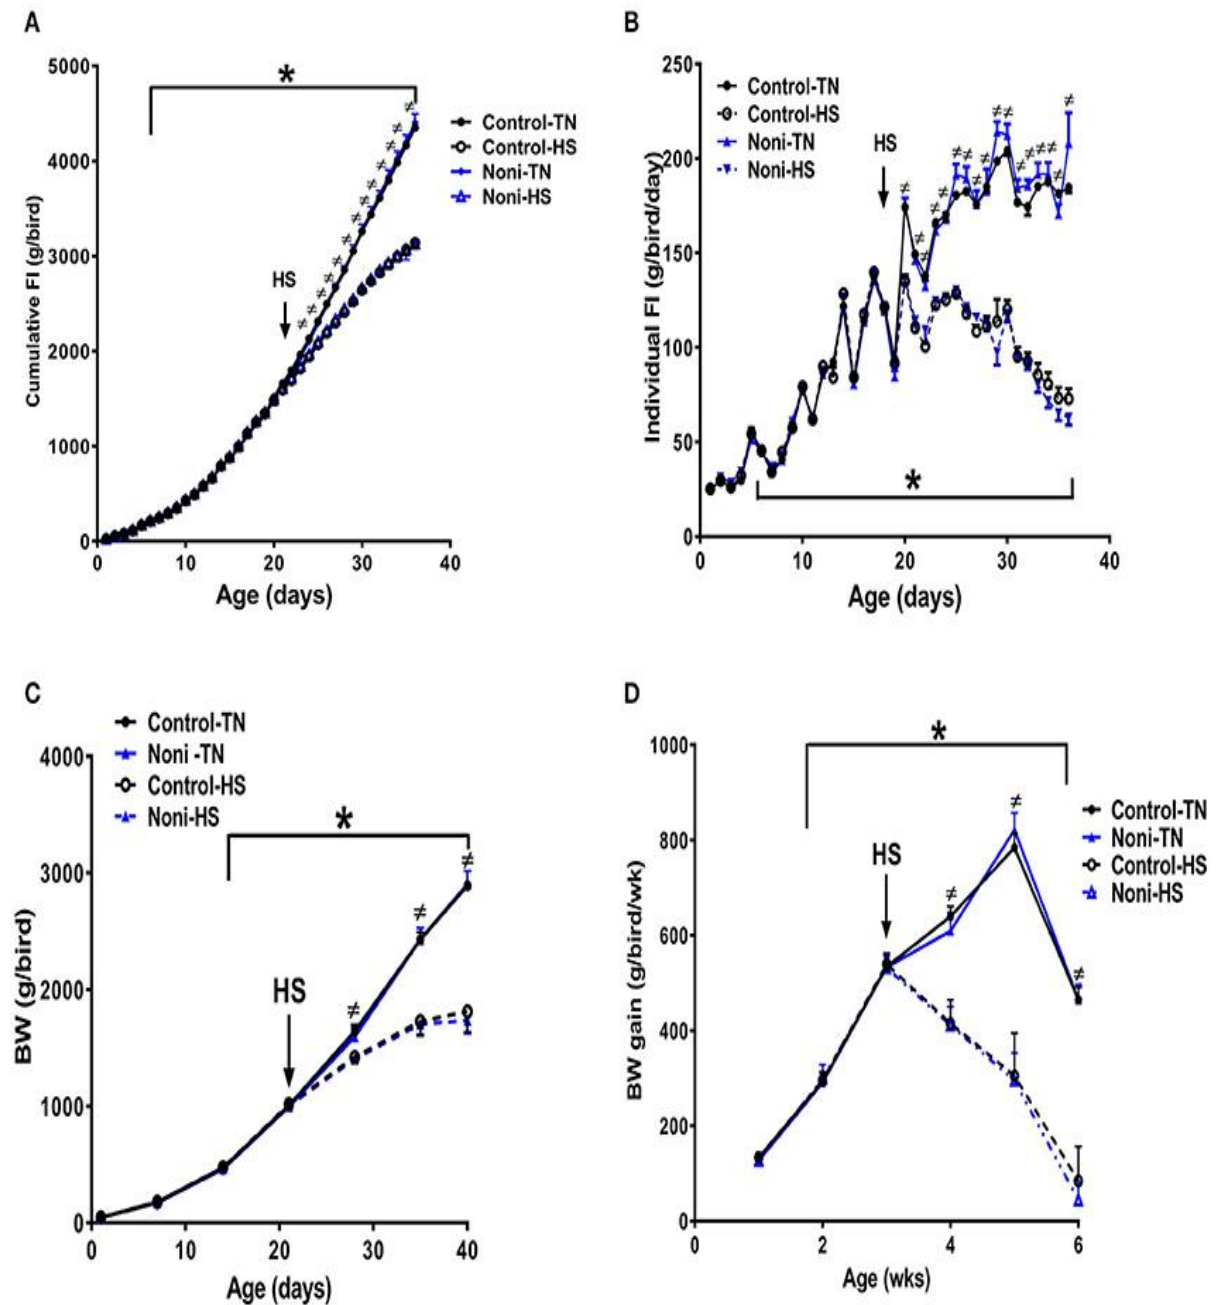 A
*
5000
4000
3000
2000
1000
0
Cumulative FI (g/bird)
HS
≠ ≠ ≠ ≠ ≠ ≠ ≠ ≠ ≠ ≠ ≠ ≠ ≠
Control-TN
Control-HS
Noni-TN
Noni-HS
0 10 20 30 40
Age (days)
B
250
200
150
100
50
0
Individual FI (g/bird/day)
Control-TN
Control-HS
Noni-TN
Noni-HS
HS
≠ ≠ ≠ ≠ ≠ ≠ ≠ ≠ ≠ ≠ ≠ ≠ ≠ ≠ ≠ ≠ ≠
*
0 10 20 30 40
Age (days)
C
Control-TN
Noni -TN
Control-HS
Noni-HS
4000
3000
2000
1000
0
BW (g/bird)
*
HS
≠ ≠ ≠
0 10 20 30 40
Age (days)
D
1000
800
600
400
200
0
BW gain (g/bird/wk)
*
HS
≠ ≠ ≠
Control-TN
Noni-TN
Control-HS
Noni-HS
0 2 4 6
Age (wks)